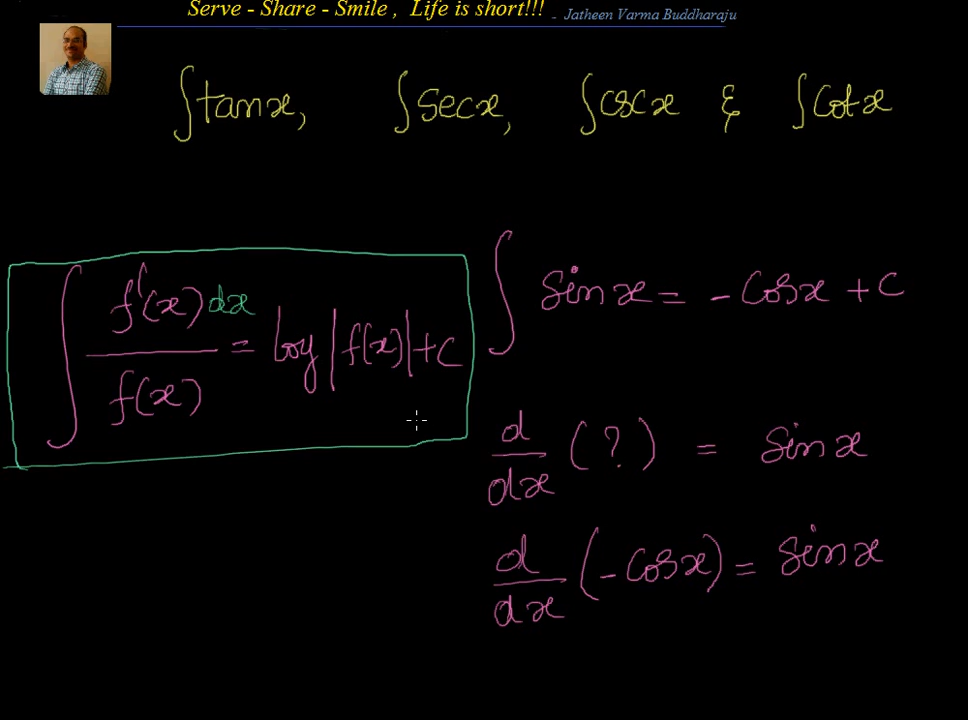 Serve - Share - Smile , Life is short!!! - Jatheen Varma Buddharaju
∫tanx, ∫secx, ∫cscx & ∫cotx
∫ f'(x)dx / f(x) = log |f(x)| + c
∫ Sinx = - Cosx + C
d/dx (?) = Sinx
d/dx (- Cosx) = Sinx